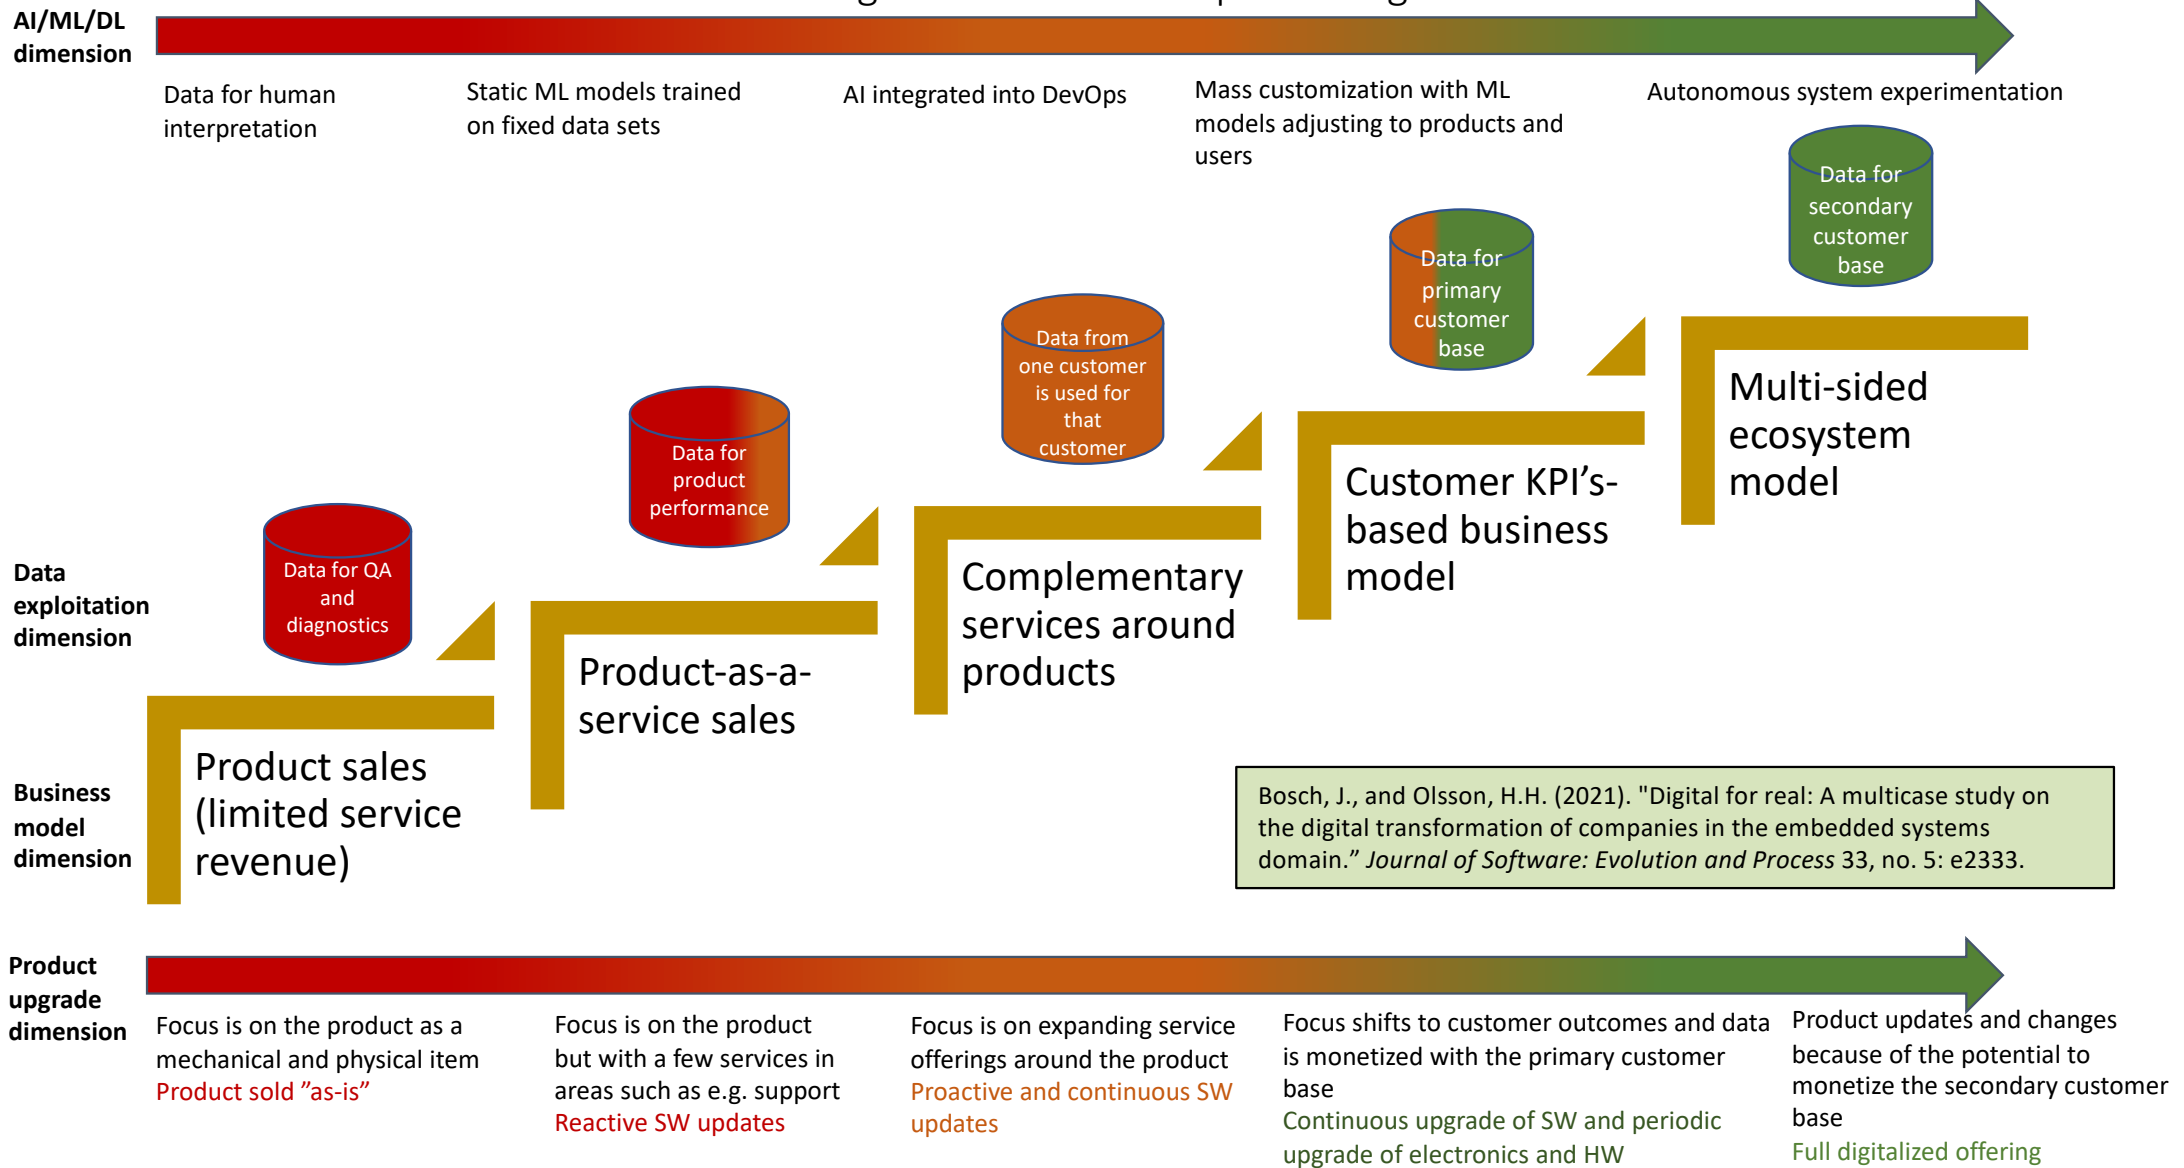 AI/ML/DL
dimension
Data for human
interpretation
Static ML models trained
on fixed data sets
AI integrated into DevOps
Mass customization with ML
models adjusting to products and
users
Autonomous system experimentation
Data
exploitation
dimension
Data for QA
and
diagnostics
Data for
product
performance
Data from
one customer
is used for
that
customer
Data for
primary
customer
base
Data for
secondary
customer
base
Business
model
dimension
Product sales
(limited service
revenue)
Product-as-a-
service sales
Complementary
services around
products
Customer KPI’s-
based business
model
Multi-sided
ecosystem
model
Bosch, J., and Olsson, H.H. (2021). "Digital for real: A multicase study on
the digital transformation of companies in the embedded systems
domain.” Journal of Software: Evolution and Process 33, no. 5: e2333.
Product
upgrade
dimension
Focus is on the product as a
mechanical and physical item
Product sold ”as-is”
Focus is on the product
but with a few services in
areas such as e.g. support
Reactive SW updates
Focus is on expanding service
offerings around the product
Proactive and continuous SW
updates
Focus shifts to customer outcomes and data
is monetized with the primary customer
base
Continuous upgrade of SW and periodic
upgrade of electronics and HW
Product updates and changes
because of the potential to
monetize the secondary customer
base
Full digitalized offering